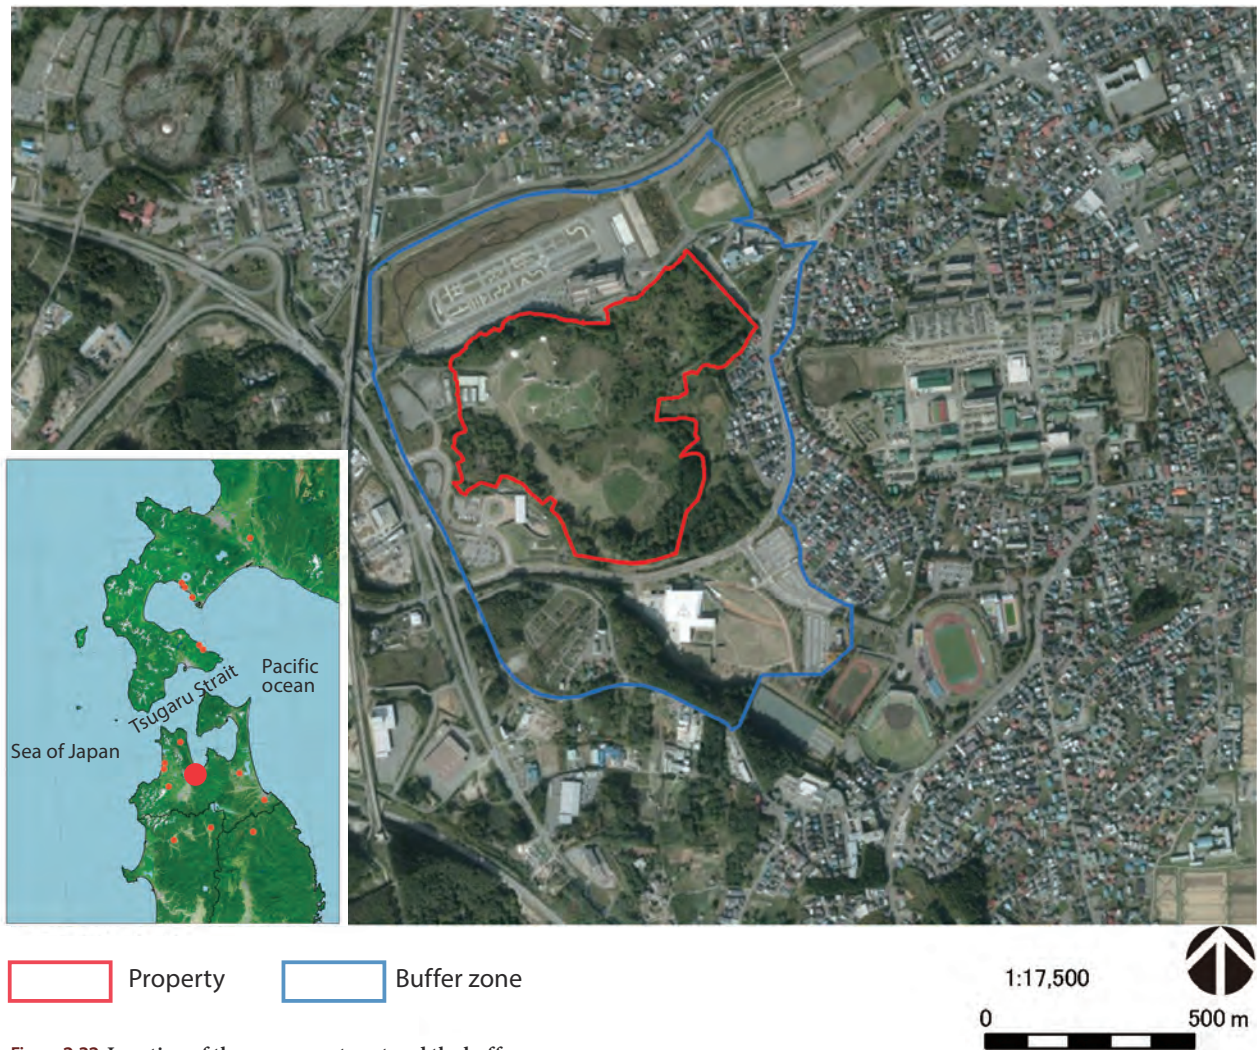 Pacific
ocean
Tsugaru Strait
Sea of Japan
Property
Buffer zone
1:17,500
0 500 m